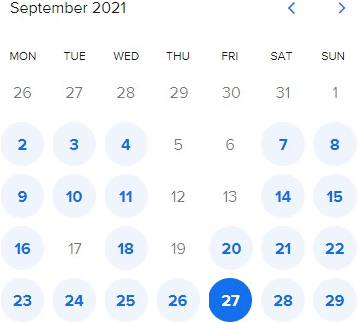 September 2021
MON TUE WED THU FRI SAT SUN
26 27 28 29 30 31 1
2 3 4 5 6 7 8
9 10 11 12 13 14 15
16 17 18 19 20 21 22
23 24 25 26 27 28 29